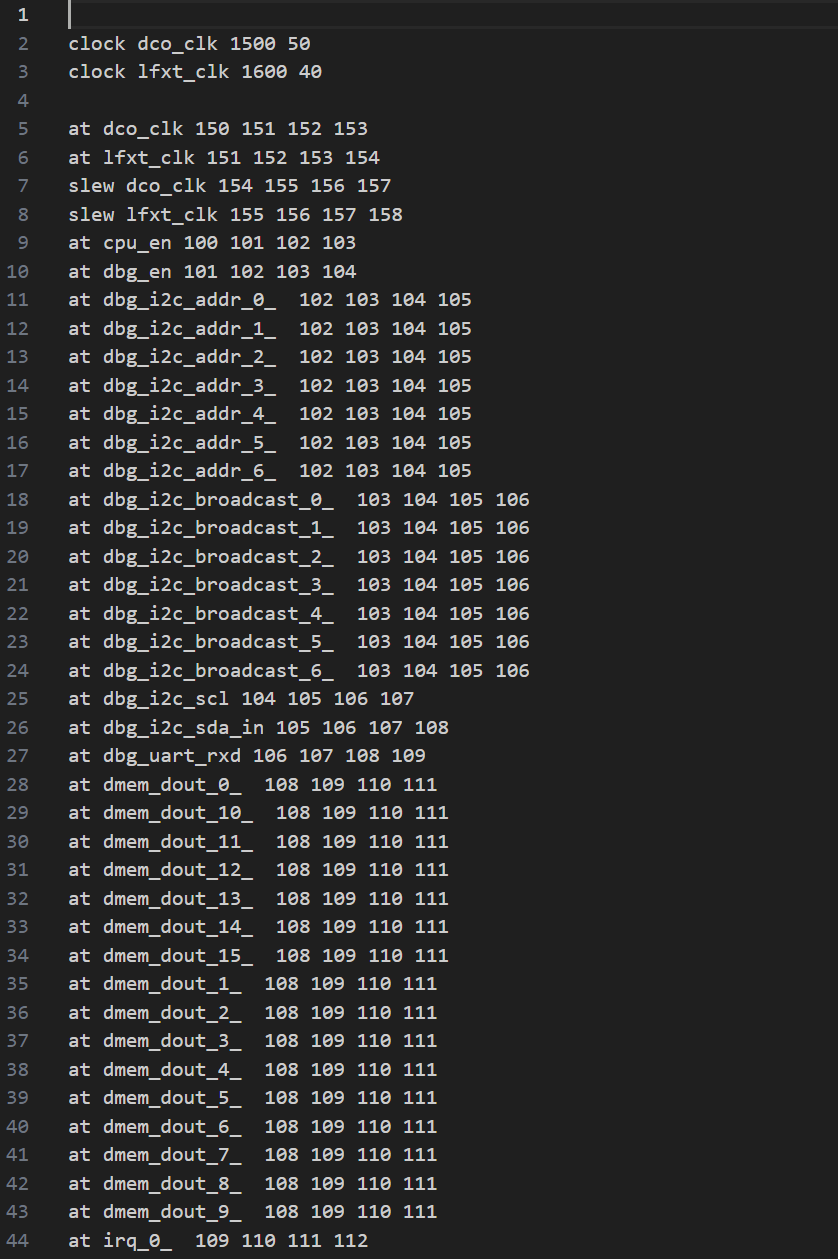 1
2 clock dco_clk 1500 50
3 clock lfxt_clk 1600 40
4
5 at dco_clk 150 151 152 153
6 at lfxt_clk 151 152 153 154
7 slew dco_clk 154 155 156 157
8 slew lfxt_clk 155 156 157 158
9 at cpu_en 100 101 102 103
10 at dbg_en 101 102 103 104
11 at dbg_i2c_addr_0_  102 103 104 105
12 at dbg_i2c_addr_1_  102 103 104 105
13 at dbg_i2c_addr_2_  102 103 104 105
14 at dbg_i2c_addr_3_  102 103 104 105
15 at dbg_i2c_addr_4_  102 103 104 105
16 at dbg_i2c_addr_5_  102 103 104 105
17 at dbg_i2c_addr_6_  102 103 104 105
18 at dbg_i2c_broadcast_0_  103 104 105 106
19 at dbg_i2c_broadcast_1_  103 104 105 106
20 at dbg_i2c_broadcast_2_  103 104 105 106
21 at dbg_i2c_broadcast_3_  103 104 105 106
22 at dbg_i2c_broadcast_4_  103 104 105 106
23 at dbg_i2c_broadcast_5_  103 104 105 106
24 at dbg_i2c_broadcast_6_  103 104 105 106
25 at dbg_i2c_scl 104 105 106 107
26 at dbg_i2c_sda_in 105 106 107 108
27 at dbg_uart_rxd 106 107 108 109
28 at dmem_dout_0_  108 109 110 111
29 at dmem_dout_10_  108 109 110 111
30 at dmem_dout_11_  108 109 110 111
31 at dmem_dout_12_  108 109 110 111
32 at dmem_dout_13_  108 109 110 111
33 at dmem_dout_14_  108 109 110 111
34 at dmem_dout_15_  108 109 110 111
35 at dmem_dout_1_  108 109 110 111
36 at dmem_dout_2_  108 109 110 111
37 at dmem_dout_3_  108 109 110 111
38 at dmem_dout_4_  108 109 110 111
39 at dmem_dout_5_  108 109 110 111
40 at dmem_dout_6_  108 109 110 111
41 at dmem_dout_7_  108 109 110 111
42 at dmem_dout_8_  108 109 110 111
43 at dmem_dout_9_  108 109 110 111
44 at irq_0_  109 110 111 112